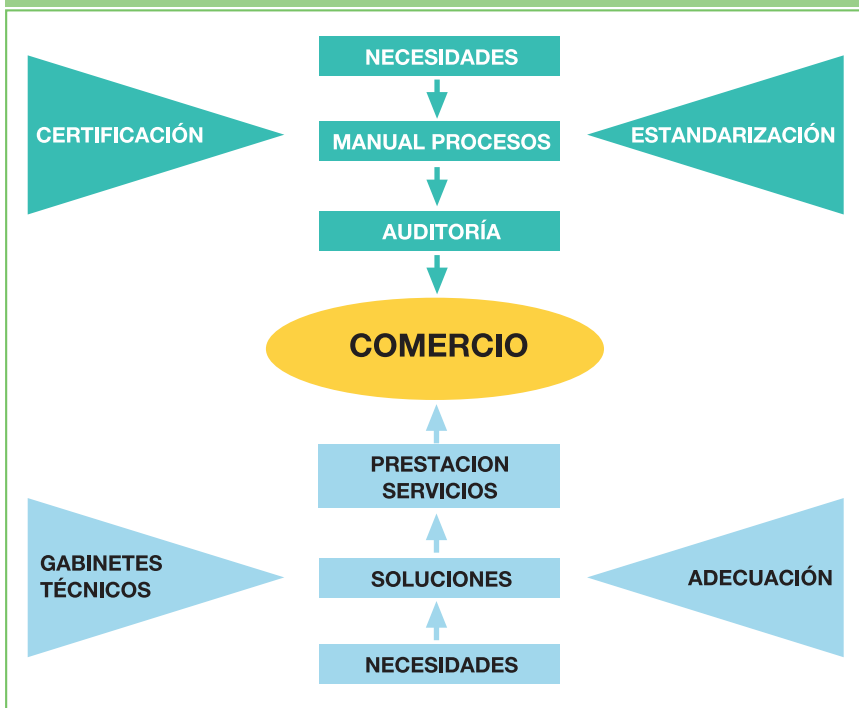 NECESIDADES
CERTIFICACIÓN
MANUAL PROCESOS
ESTANDARIZACIÓN
AUDITORÍA
COMERCIO
PRESTACION
SERVICIOS
GABINETES
TÉCNICOS
SOLUCIONES
ADECUACIÓN
NECESIDADES